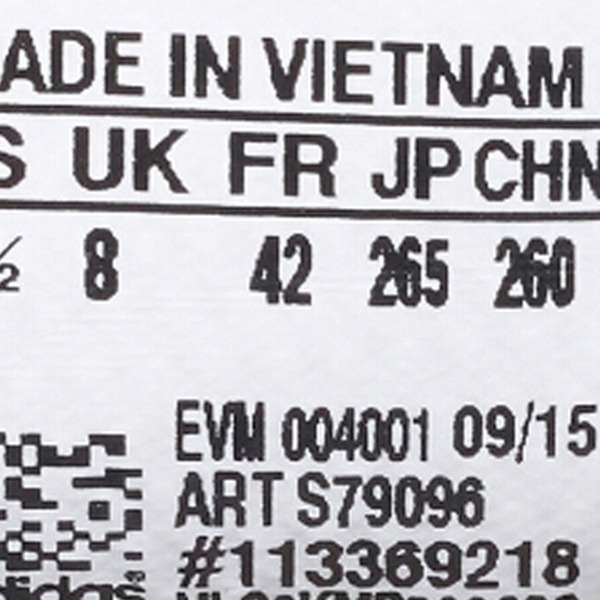 ADE IN VIETNAM
S UK FR JP CHN
½ 8 42 265 260
EVM 004001 09/15
ART S79096
#113369218
adidas